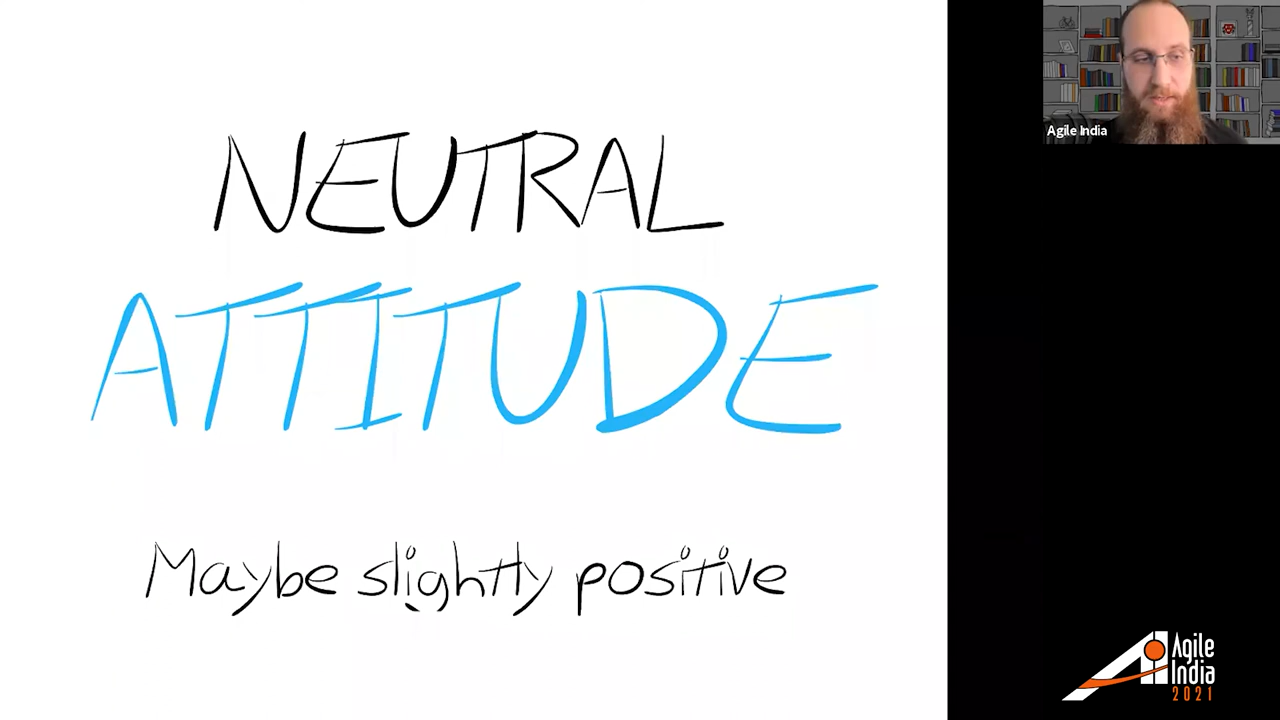 NEUTRAL
ATTITUDE
Maybe slightly positive
Agile India
Agile
India
2021